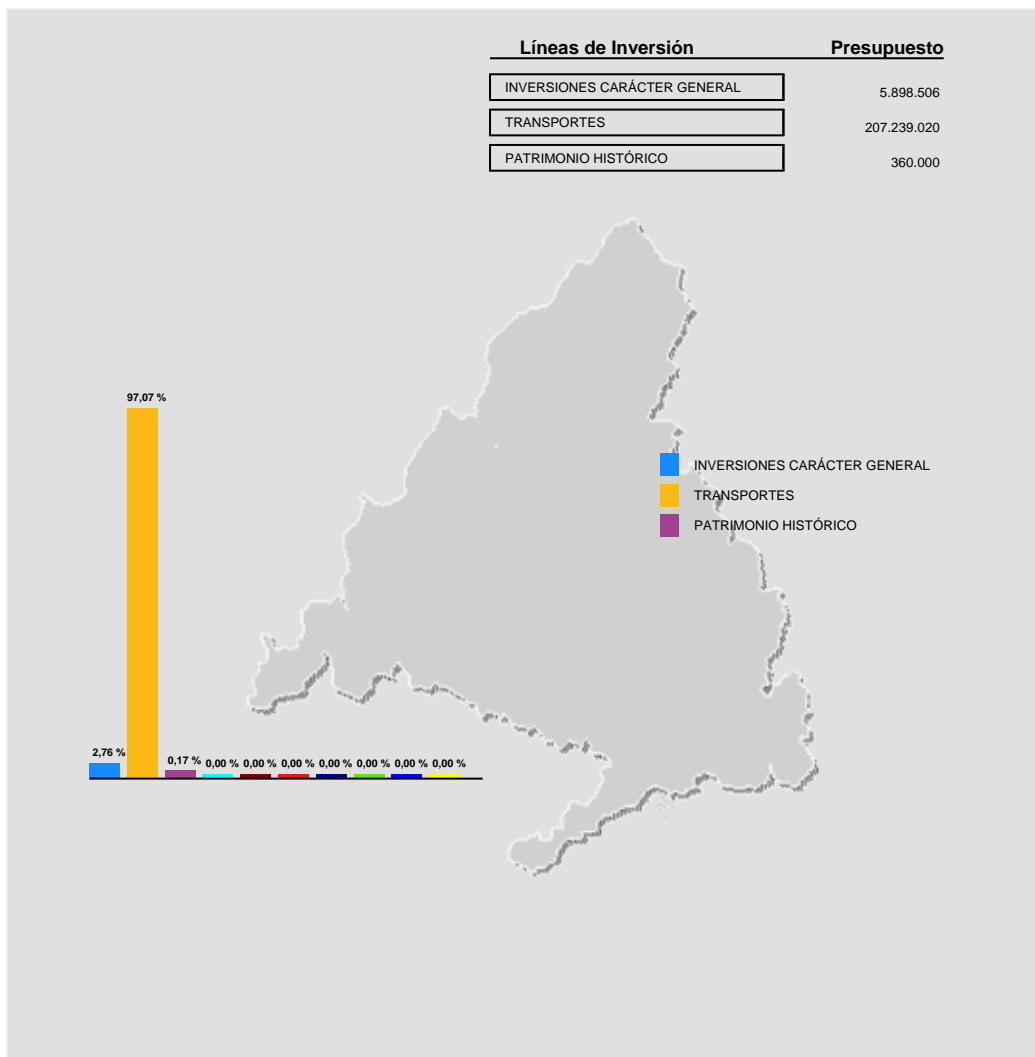 Líneas de Inversión Presupuesto
INVERSIONES CARÁCTER GENERAL 5.898.506
TRANSPORTES 207.239.020
PATRIMONIO HISTÓRICO 360.000
97,07 %
INVERSIONES CARÁCTER GENERAL
TRANSPORTES
PATRIMONIO HISTÓRICO
2,76 % 0,17 % 0,00 % 0,00 % 0,00 % 0,00 % 0,00 % 0,00 % 0,00 %